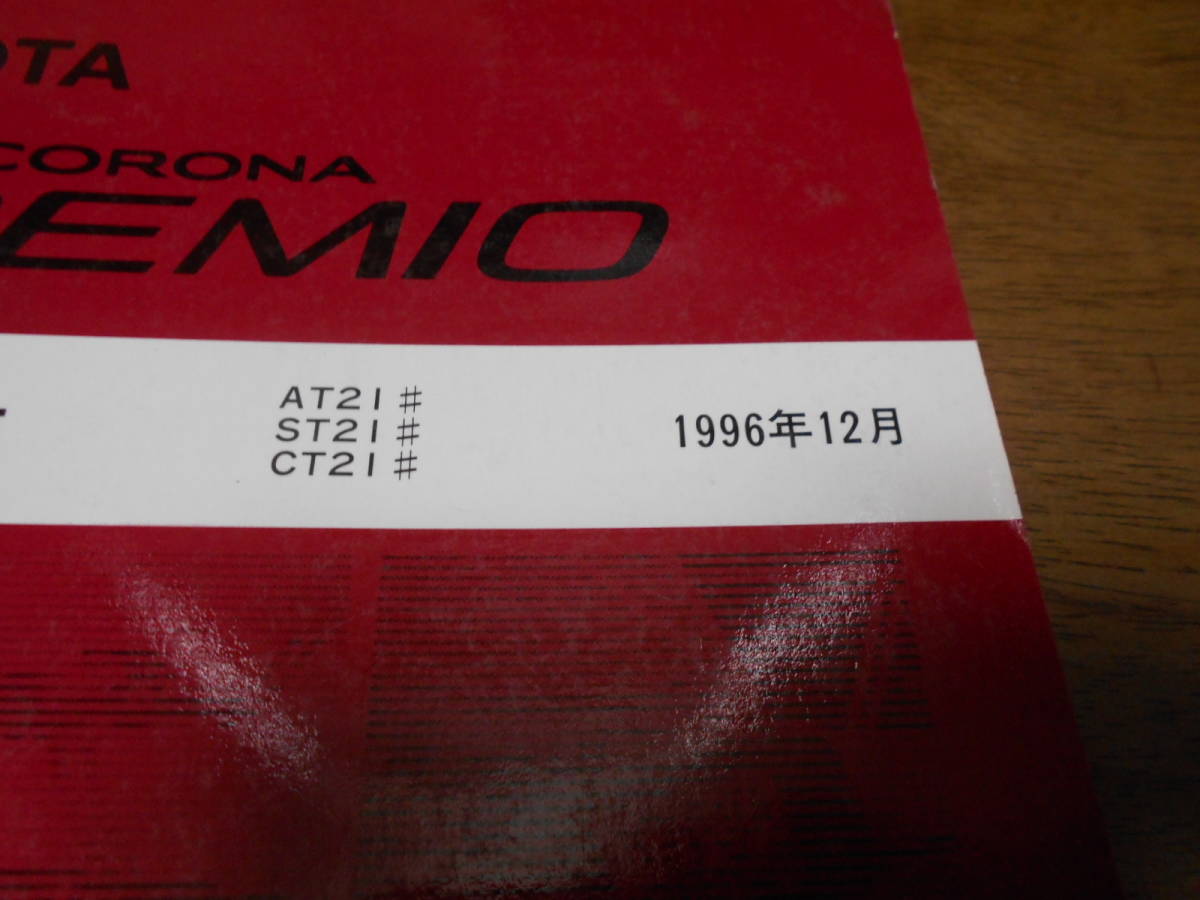 OTA
CORONA
EMIO
AT21#
ST21#
CT21#
1996年12月